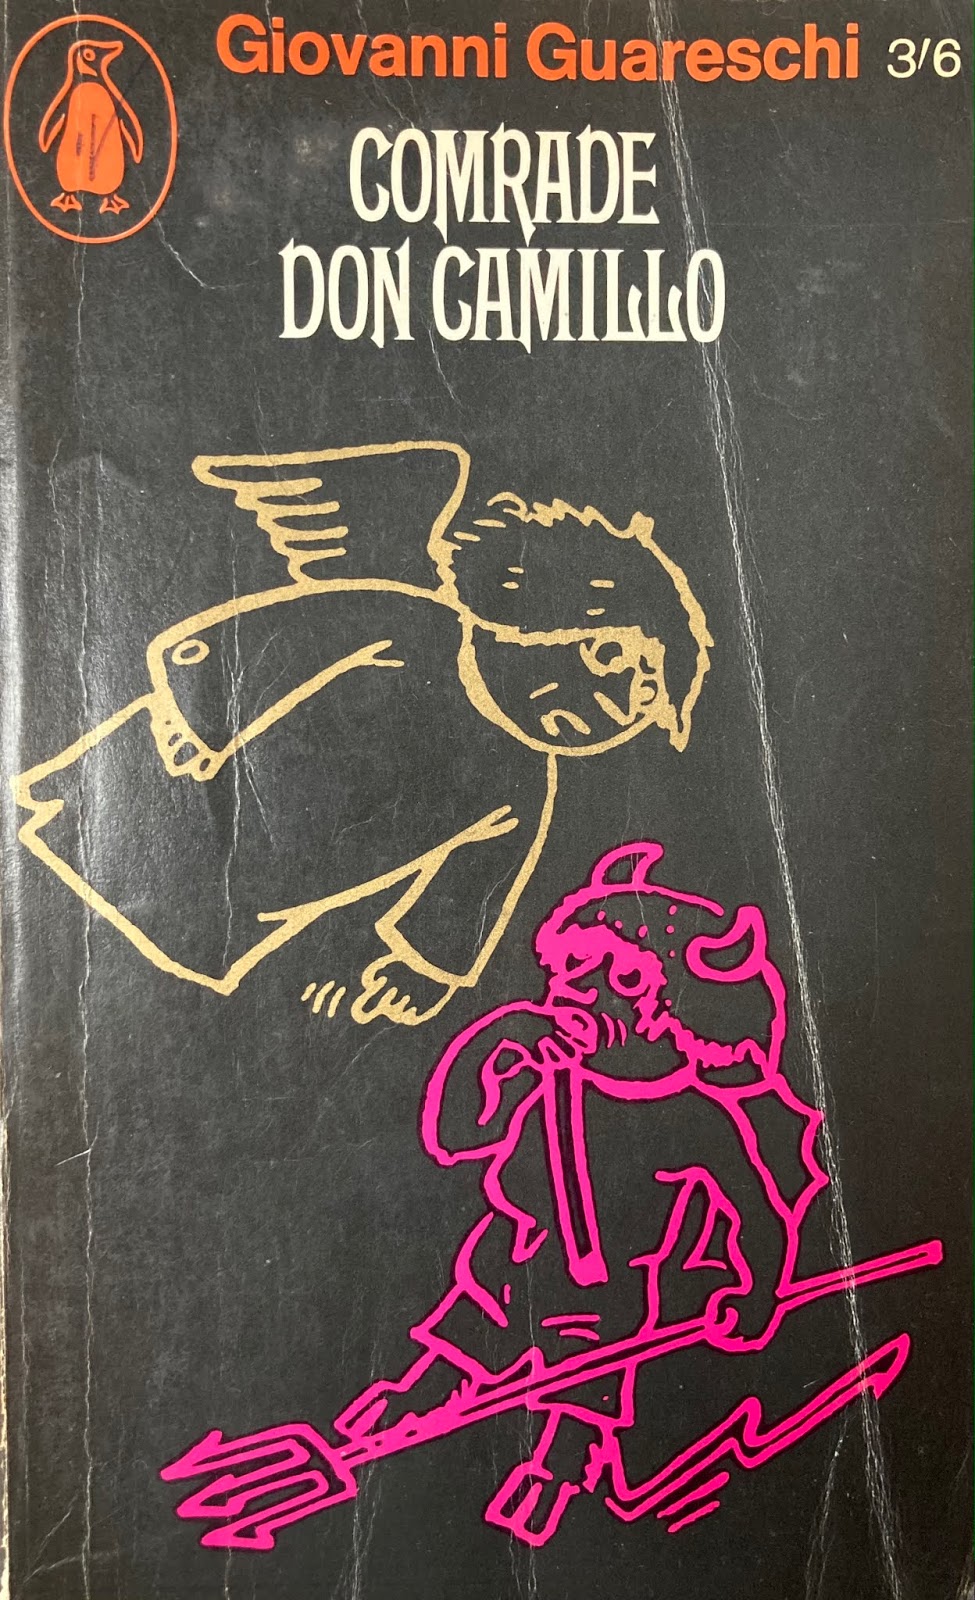 Giovanni Guareschi 3/6
COMRADE
DON CAMILLO